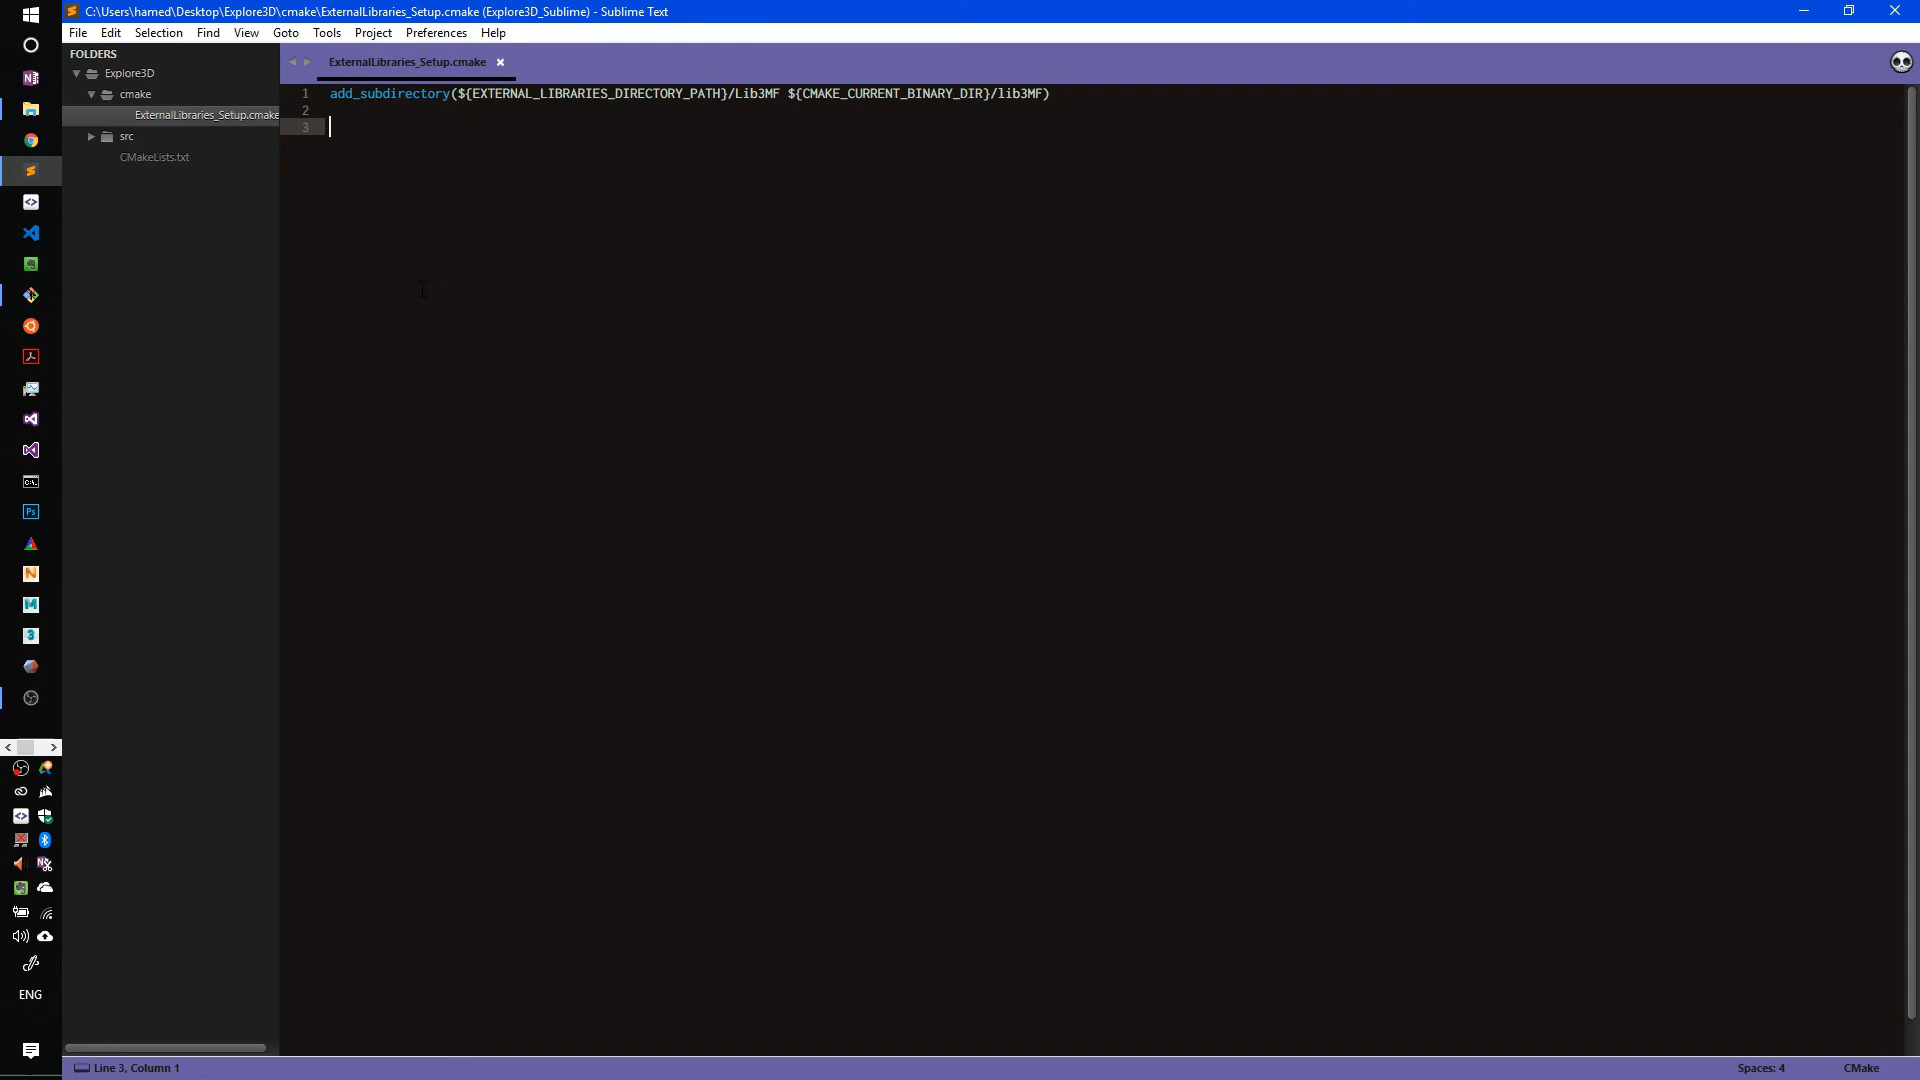 C:\Users\hamed\Desktop\Explore3D\cmake\ExternalLibraries_Setup.cmake (Explore3D_Sublime) - Sublime Text
File Edit Selection Find View Goto Tools Project Preferences Help
FOLDERS
Explore3D
cmake
ExternalLibraries_Setup.cmake
src
CMakeLists.txt
ExternalLibraries_Setup.cmake
1 add_subdirectory(${EXTERNAL_LIBRARIES_DIRECTORY_PATH}/Lib3MF ${CMAKE_CURRENT_BINARY_DIR}/lib3MF)
2
3
ENG
Line 3, Column 1
Spaces: 4
CMake